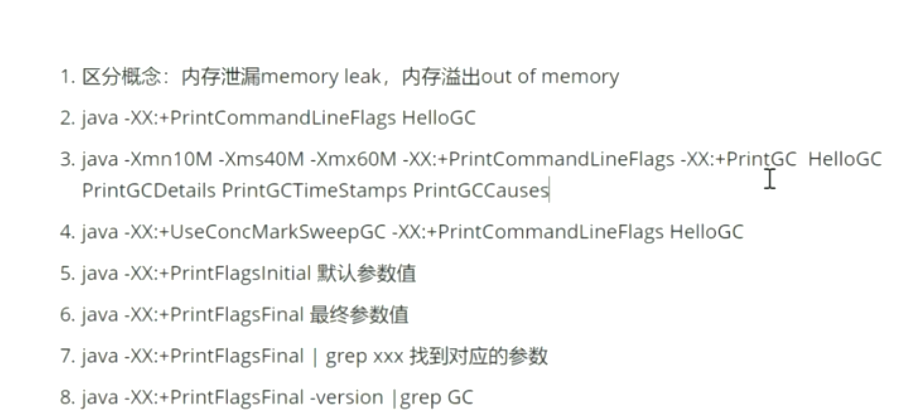 1. 区分概念：内存泄漏memory leak，内存溢出out of memory
2. java -XX:+PrintCommandLineFlags HelloGC
3. java -Xmn10M -Xms40M -Xmx60M -XX:+PrintCommandLineFlags -XX:+PrintGC  HelloGC
PrintGCDetails PrintGCTimeStamps PrintGCCauses
4. java -XX:+UseConcMarkSweepGC -XX:+PrintCommandLineFlags HelloGC
5. java -XX:+PrintFlagsInitial 默认参数值
6. java -XX:+PrintFlagsFinal 最终参数值
7. java -XX:+PrintFlagsFinal | grep xxx 找到对应的参数
8. java -XX:+PrintFlagsFinal -version |grep GC